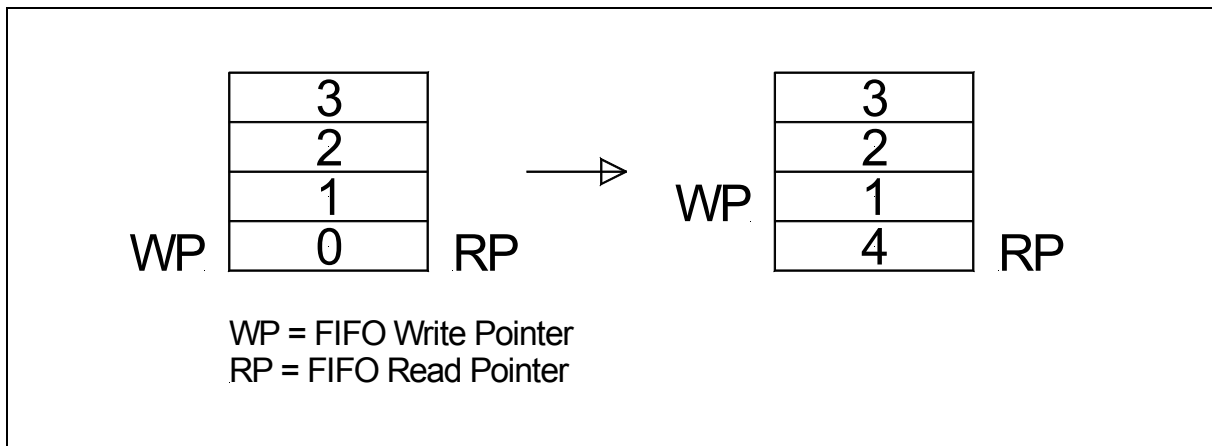 3 3
2 2
1 WP 1
WP 0 RP 4 RP
WP = FIFO Write Pointer
RP = FIFO Read Pointer